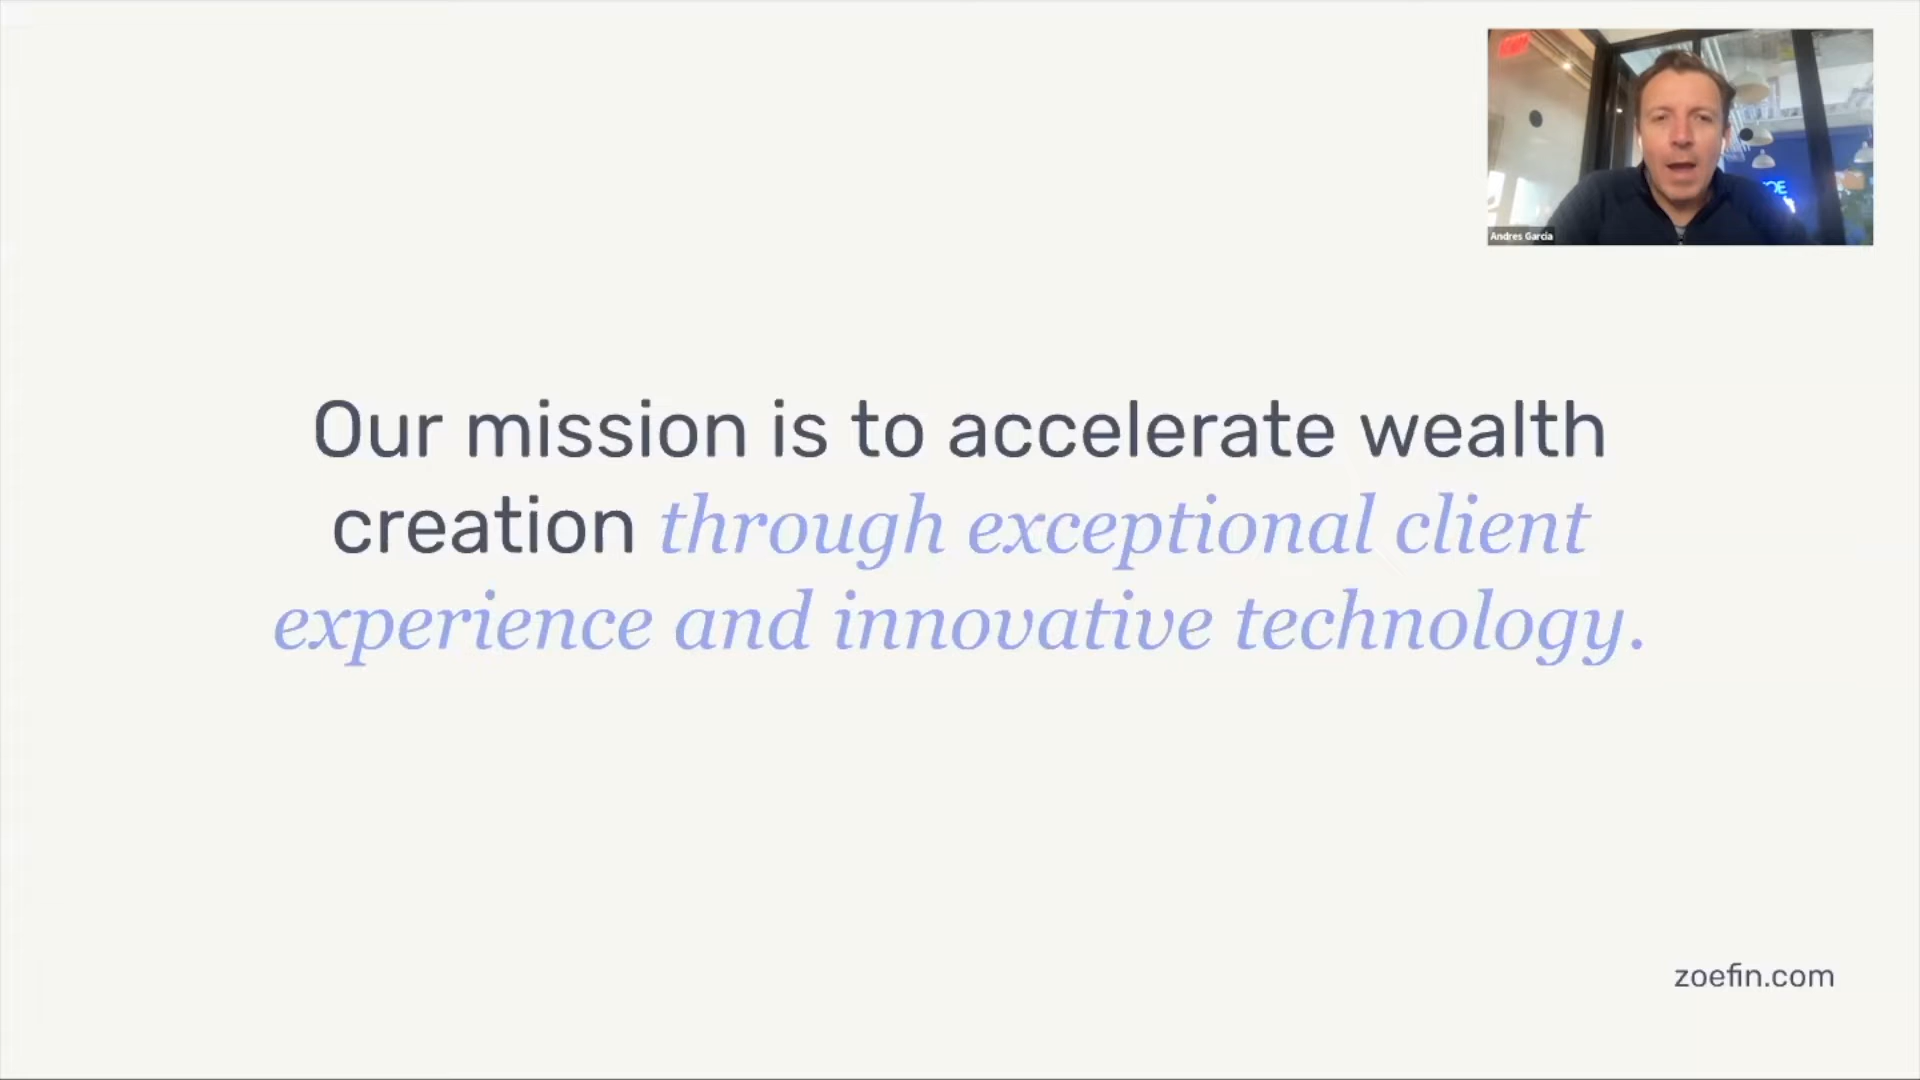 Andres Garcia
Our mission is to accelerate wealth
creation through exceptional client
experience and innovative technology.
zoefin.com